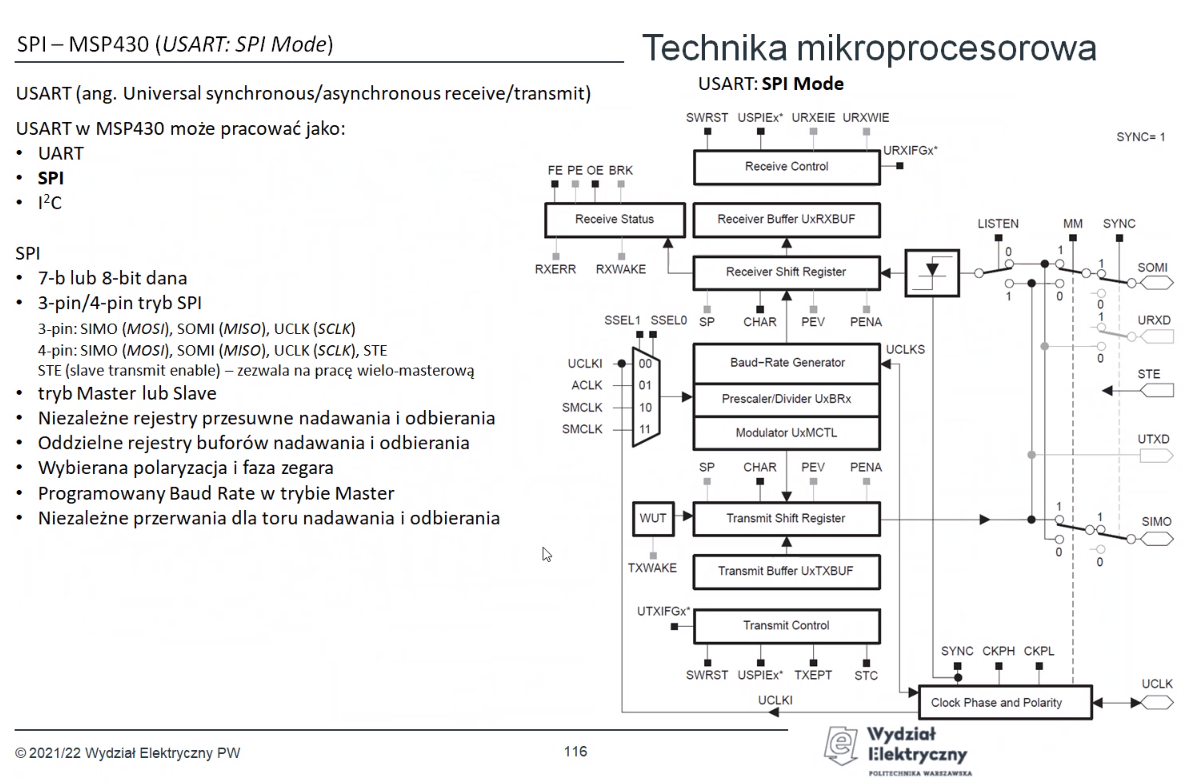 SPI – MSP430 (USART: SPI Mode)
Technika mikroprocesorowa
USART (ang. Universal synchronous/asynchronous receive/transmit)
USART w MSP430 może pracować jako:
• UART
• SPI
• I²C
SPI
• 7-b lub 8-bit dana
• 3-pin/4-pin tryb SPI
3-pin: SIMO (MOSI), SOMI (MISO), UCLK (SCLK)
4-pin: SIMO (MOSI), SOMI (MISO), UCLK (SCLK), STE
STE (slave transmit enable) – zezwala na pracę wielo-masterową
• tryb Master lub Slave
• Niezależne rejestry przesuwne nadawania i odbierania
• Oddzielne rejestry buforów nadawania i odbierania
• Wybierana polaryzacja i faza zegara
• Programowany Baud Rate w trybie Master
• Niezależne przerwania dla toru nadawania i odbierania
USART: SPI Mode
SWRST USPIEx* URXEIE URXWIE
SYNC= 1
Receive Control
URXIFGx*
FE PE OE BRK
Receive Status
Receiver Buffer UxRXBUF
LISTEN MM SYNC
0 1 1
RXERR RXWAKE
Receiver Shift Register
SOMI
1 0 0
SP CHAR PEV PENA
1
URXD
0
SSEL1 SSEL0
UCLKI 00
ACLK 01
SMCLK 10
SMCLK 11
Baud–Rate Generator
UCLKS
Prescaler/Divider UxBRx
Modulator UxMCTL
STE
UTXD
SP CHAR PEV PENA
WUT
Transmit Shift Register
1 1
SIMO
0 0
TXWAKE
Transmit Buffer UxTXBUF
UTXIFGx*
Transmit Control
SWRST USPIEx* TXEPT STC
SYNC CKPH CKPL
UCLKI
Clock Phase and Polarity
UCLK
© 2021/22 Wydział Elektryczny PW
116
Wydział
Elektryczny
POLITECHNIKA WARSZAWSKA